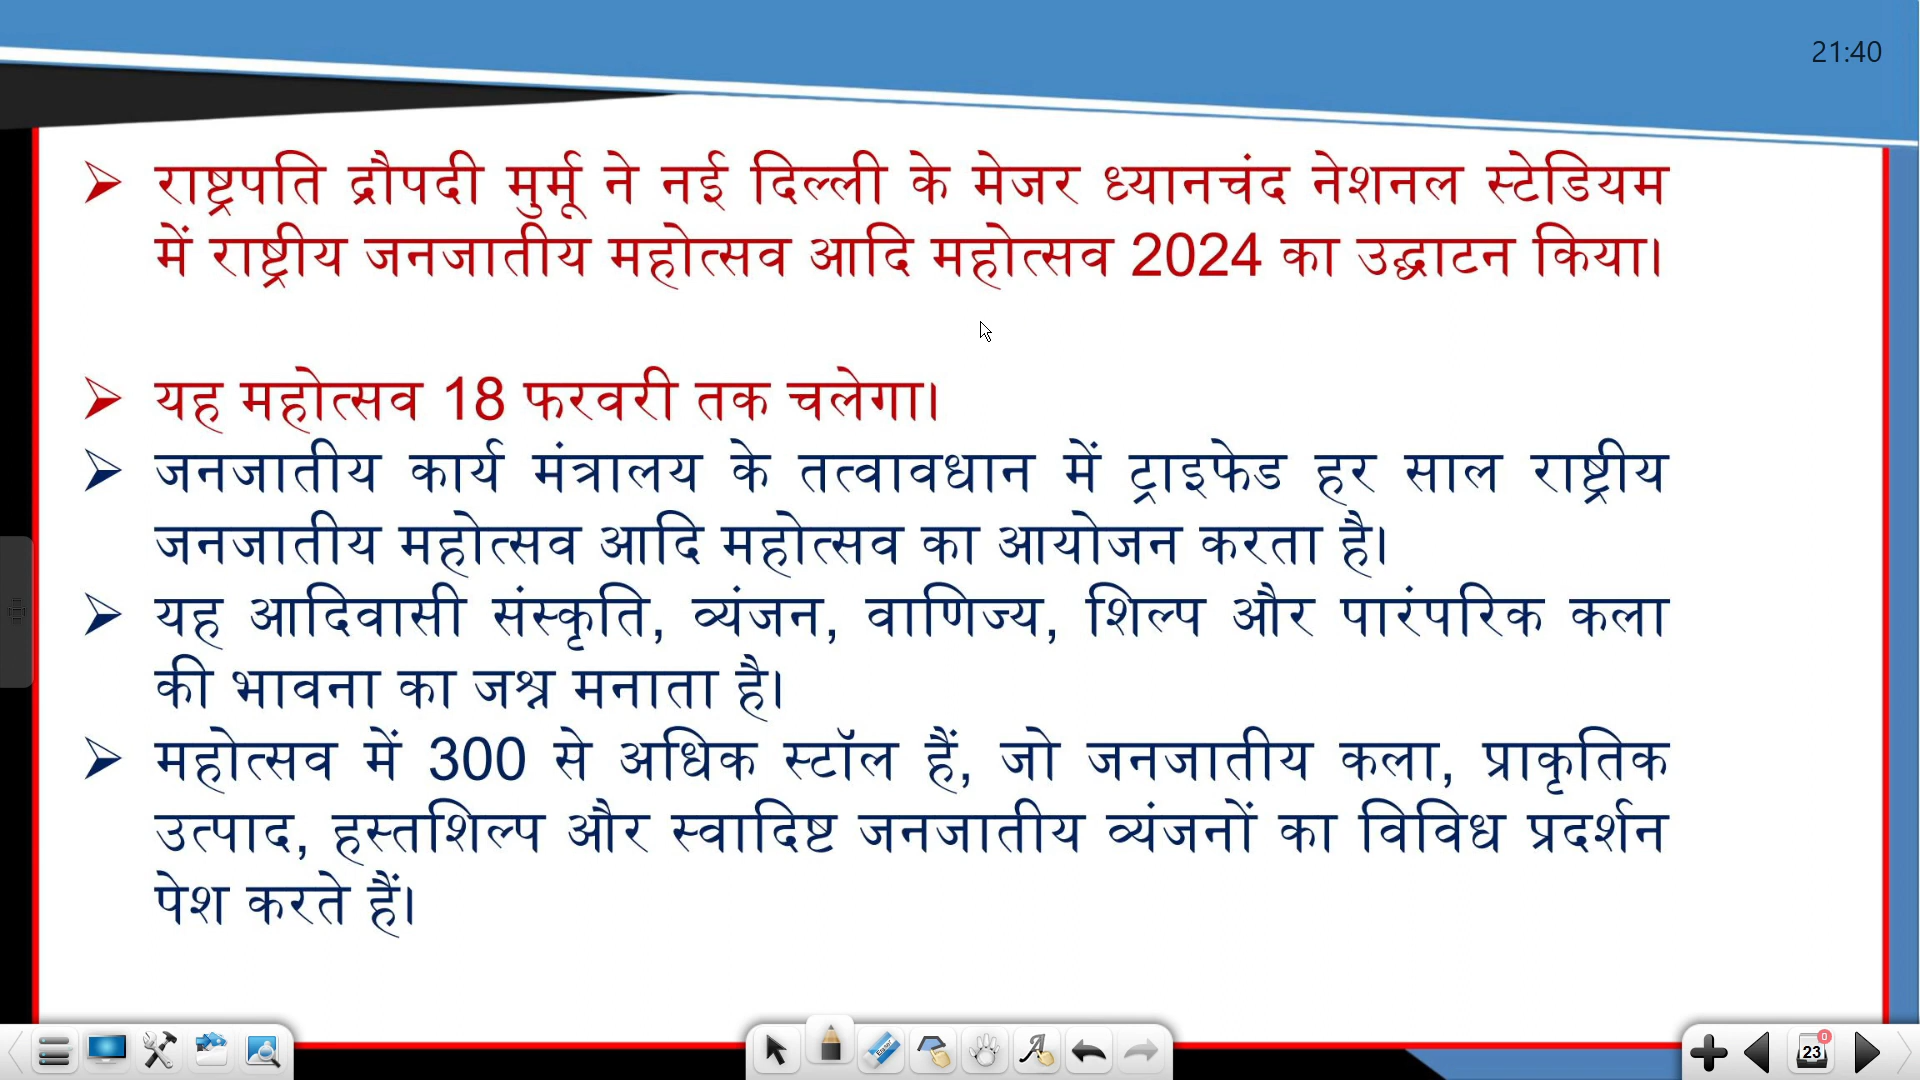 21:40
➢ राष्ट्रपति द्रौपदी मुर्मू ने नई दिल्ली के मेजर ध्यानचंद नेशनल स्टेडियम
में राष्ट्रीय जनजातीय महोत्सव आदि महोत्सव 2024 का उद्घाटन किया।
➢ यह महोत्सव 18 फरवरी तक चलेगा।
➢ जनजातीय कार्य मंत्रालय के तत्वावधान में ट्राइफेड हर साल राष्ट्रीय
जनजातीय महोत्सव आदि महोत्सव का आयोजन करता है।
➢ यह आदिवासी संस्कृति, व्यंजन, वाणिज्य, शिल्प और पारंपरिक कला
की भावना का जश्न मनाता है।
➢ महोत्सव में 300 से अधिक स्टॉल हैं, जो जनजातीय कला, प्राकृतिक
उत्पाद, हस्तशिल्प और स्वादिष्ट जनजातीय व्यंजनों का विविध प्रदर्शन
पेश करते हैं।
23
0